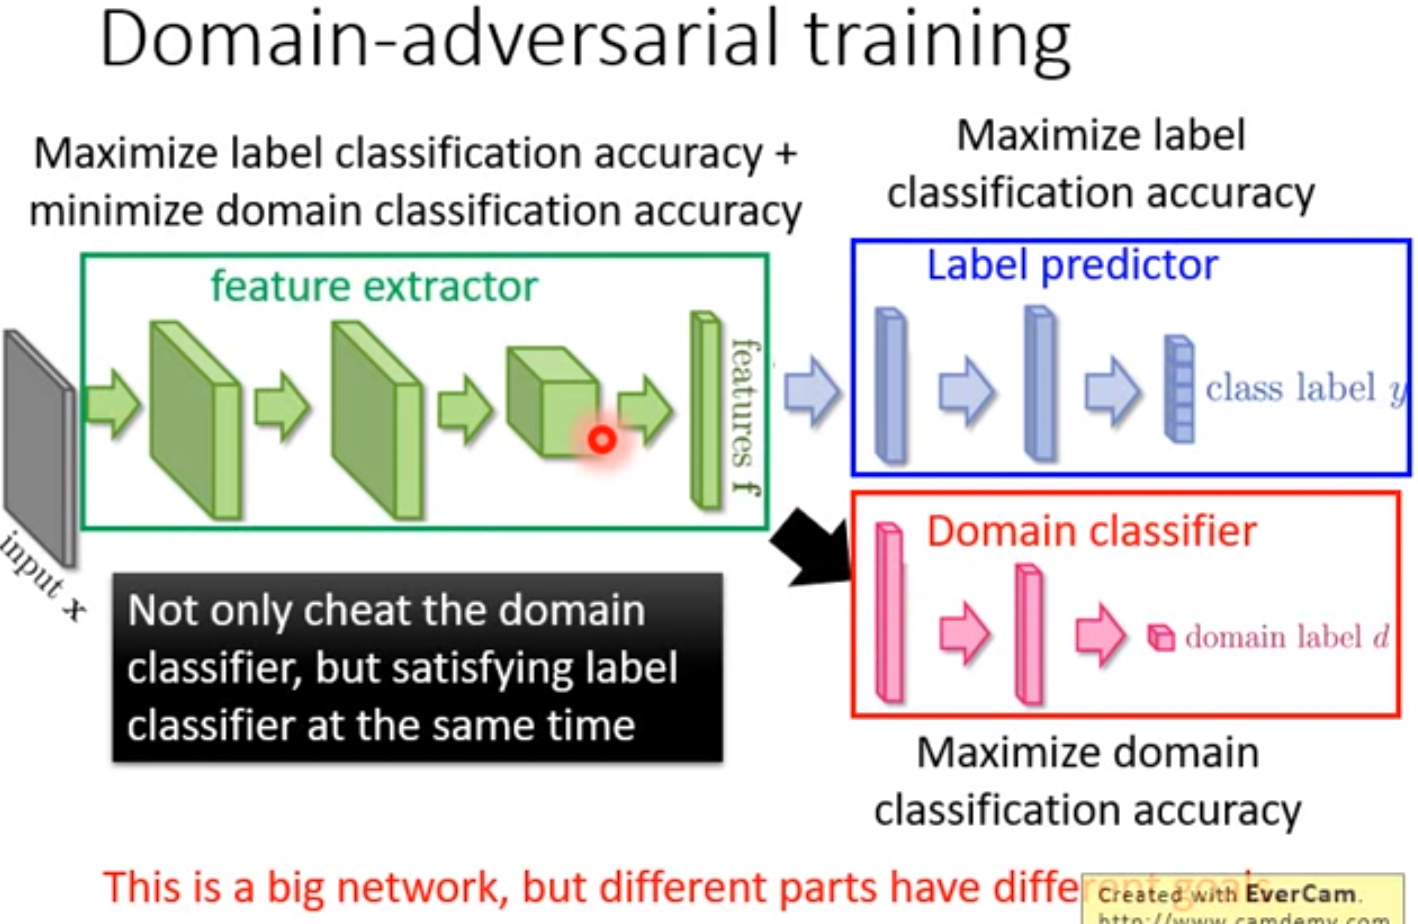 Domain-adversarial training
Maximize label classification accuracy +
minimize domain classification accuracy
Maximize label
classification accuracy
feature extractor
features f
input x
Label predictor
class label y
Domain classifier
domain label d
Not only cheat the domain
classifier, but satisfying label
classifier at the same time
Maximize domain
classification accuracy
This is a big network, but different parts have different goals
Created with EverCam.
http://www.camdemy.com